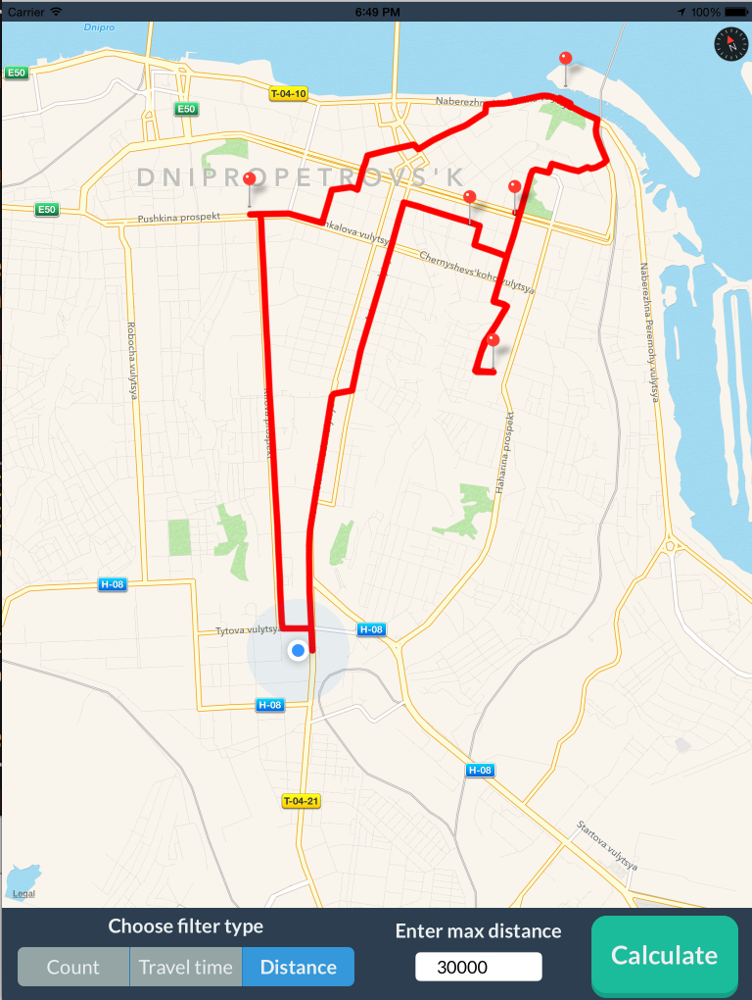 Carrier 6:49 PM 100%
Dnipro
E50
T-04-10
Naberezhn
E50
DNIPROPETROVS'K
E50
Pushkina prospekt
nkalova vulytsya
Chernyshevs'koho vulytsya
Naberezhna Peremohy vulytsya
Robocha vulytsya
prospekt
Haharina prospekt
H-08
Tytova vulytsya
H-08
H-08
H-08
T-04-21
Startova vulytsya
Legal
Choose filter type
Enter max distance
Count
Travel time
Distance
30000
Calculate